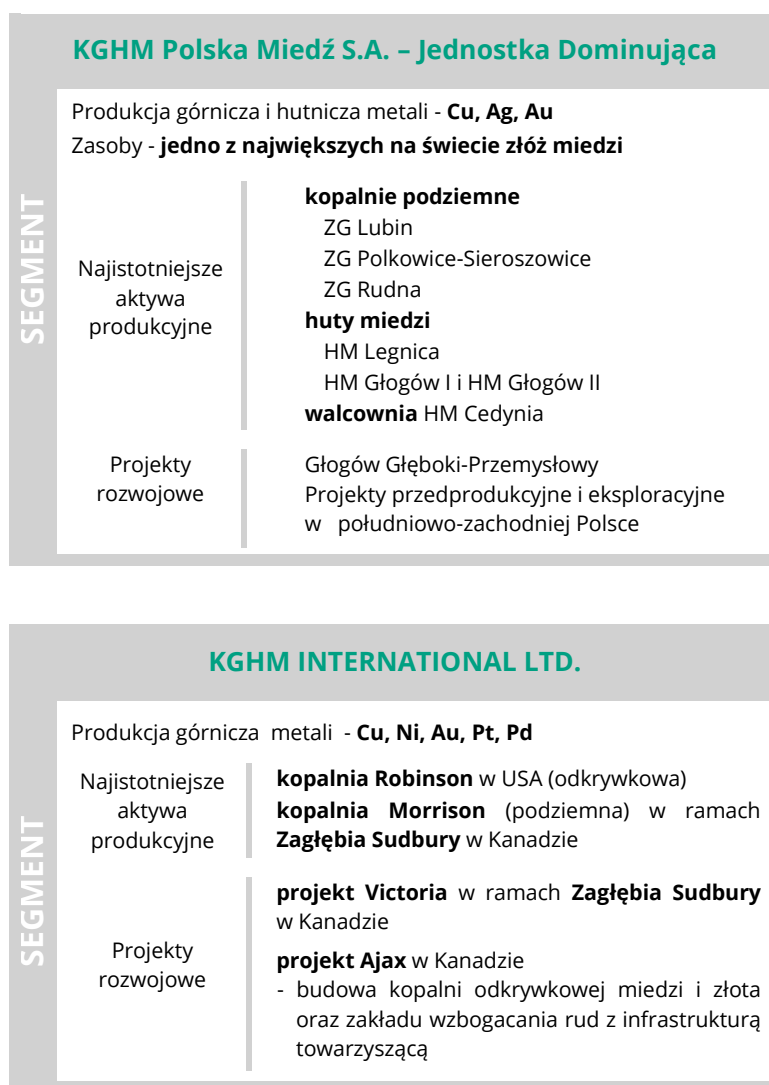 KGHM Polska Miedź S.A. – Jednostka Dominująca
SEGMENT
Produkcja górnicza i hutnicza metali - Cu, Ag, Au
Zasoby - jedno z największych na świecie złóż miedzi
Najistotniejsze
aktywa
produkcyjne
kopalnie podziemne
ZG Lubin
ZG Polkowice-Sieroszowice
ZG Rudna
huty miedzi
HM Legnica
HM Głogów I i HM Głogów II
walcownia HM Cedynia
Projekty
rozwojowe
Głogów Głęboki-Przemysłowy
Projekty przedprodukcyjne i eksploracyjne
w południowo-zachodniej Polsce
KGHM INTERNATIONAL LTD.
SEGMENT
Produkcja górnicza metali - Cu, Ni, Au, Pt, Pd
Najistotniejsze
aktywa
produkcyjne
kopalnia Robinson w USA (odkrywkowa)
kopalnia Morrison (podziemna) w ramach
Zagłębia Sudbury w Kanadzie
Projekty
rozwojowe
projekt Victoria w ramach Zagłębia Sudbury
w Kanadzie
projekt Ajax w Kanadzie
- budowa kopalni odkrywkowej miedzi i złota
oraz zakładu wzbogacania rud z infrastrukturą
towarzyszącą